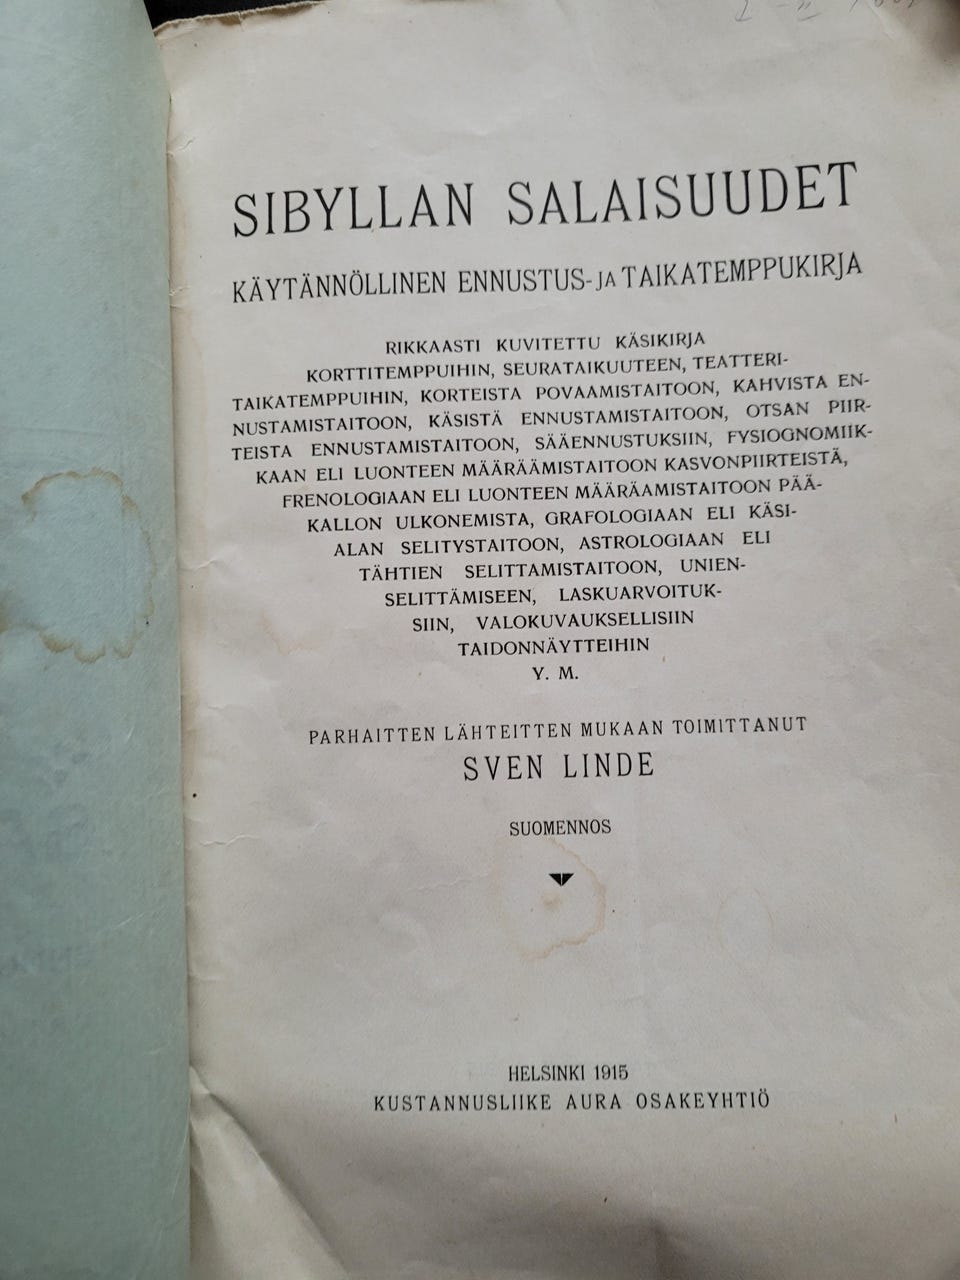 SIBYLLAN SALAISUUDET
KÄYTÄNNÖLLINEN ENNUSTUS- JA TAIKATEMPPUKIRJA
RIKKAASTI KUVITETTU KÄSIKIRJA
KORTTITEMPPUIHIN, SEURATAIKUUTEEN, TEATTERI-
TAIKATEMPPUIHIN, KORTEISTA POVAAMISTAITOON, KAHVISTA EN-
NUSTAMISTAITOON, KÄSISTÄ ENNUSTAMISTAITOON, OTSAN PIIR-
TEISTA ENNUSTAMISTAITOON, SÄÄENNUSTUKSIIN, FYSIOGNOMIIK-
KAAN ELI LUONTEEN MÄÄRÄÄMISTAITOON KASVONPIIRTEISTÄ,
FRENOLOGIAAN ELI LUONTEEN MÄÄRÄAMISTAITOON PÄÄ-
KALLON ULKONEMISTA, GRAFOLOGIAAN ELI KÄSI-
ALAN SELITYSTAITOON, ASTROLOGIAAN ELI
TÄHTIEN SELITTAMISTAITOON, UNIEN-
SELITTÄMISEEN, LASKUARVOITUK-
SIIN, VALOKUVAUKSELLISIIN
TAIDONNÄYTTEIHIN
Y. M.
PARHAITTEN LÄHTEITTEN MUKAAN TOIMITTANUT
SVEN LINDE
SUOMENNOS
HELSINKI 1915
KUSTANNUSLIIKE AURA OSAKEYHTIÖ